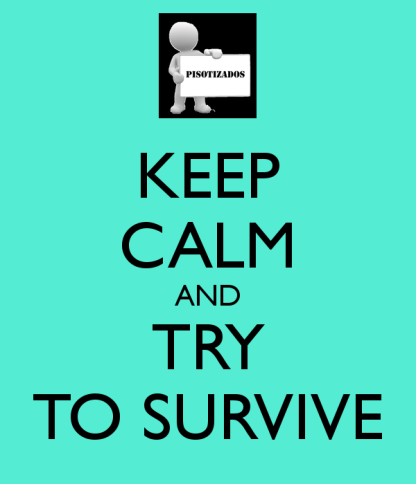 PISOTIZADOS
KEEP
CALM
AND
TRY
TO SURVIVE